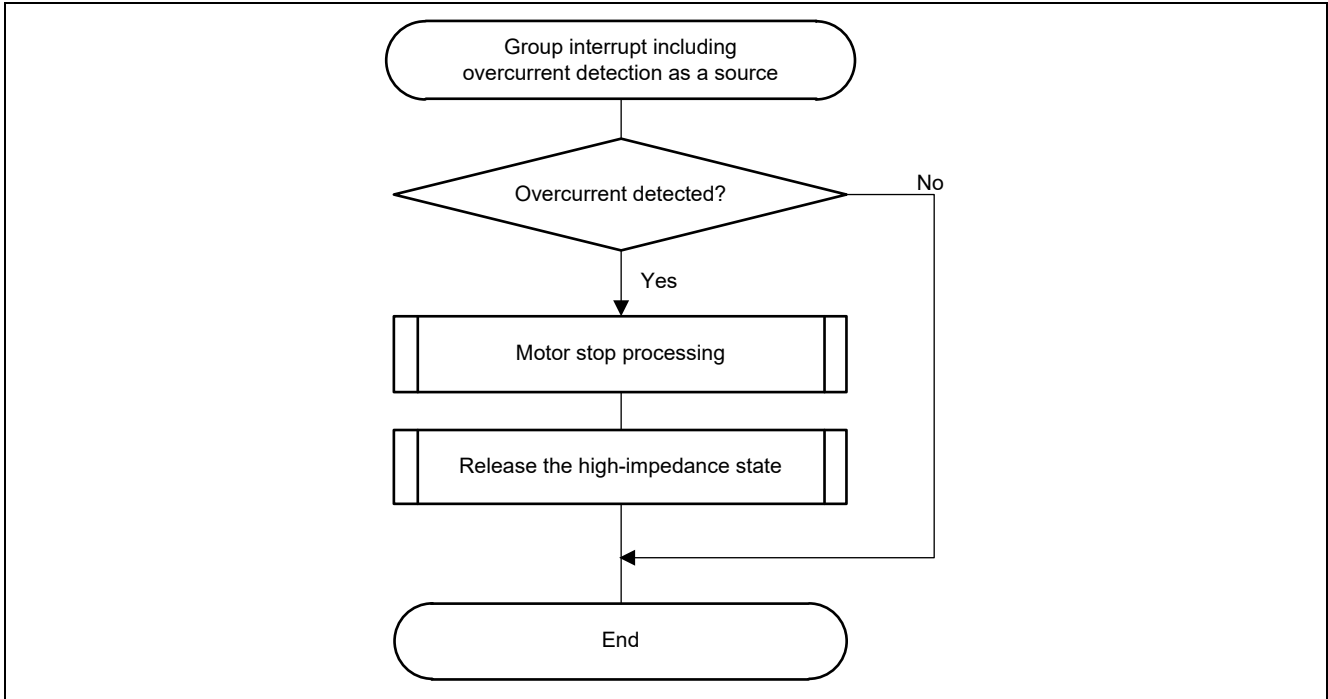 Group interrupt including
overcurrent detection as a source
Overcurrent detected?
No
Yes
Motor stop processing
Release the high-impedance state
End